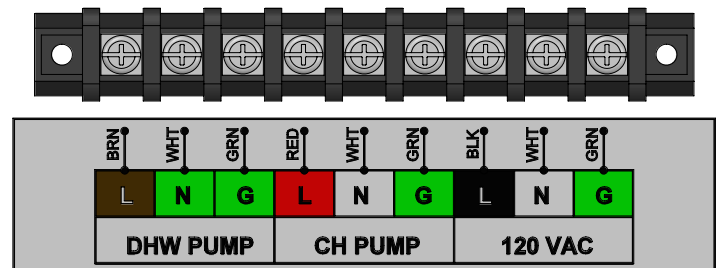 BRN WHT GRN RED WHT GRN BLK WHT GRN
L N G L N G L N G
DHW PUMP CH PUMP 120 VAC